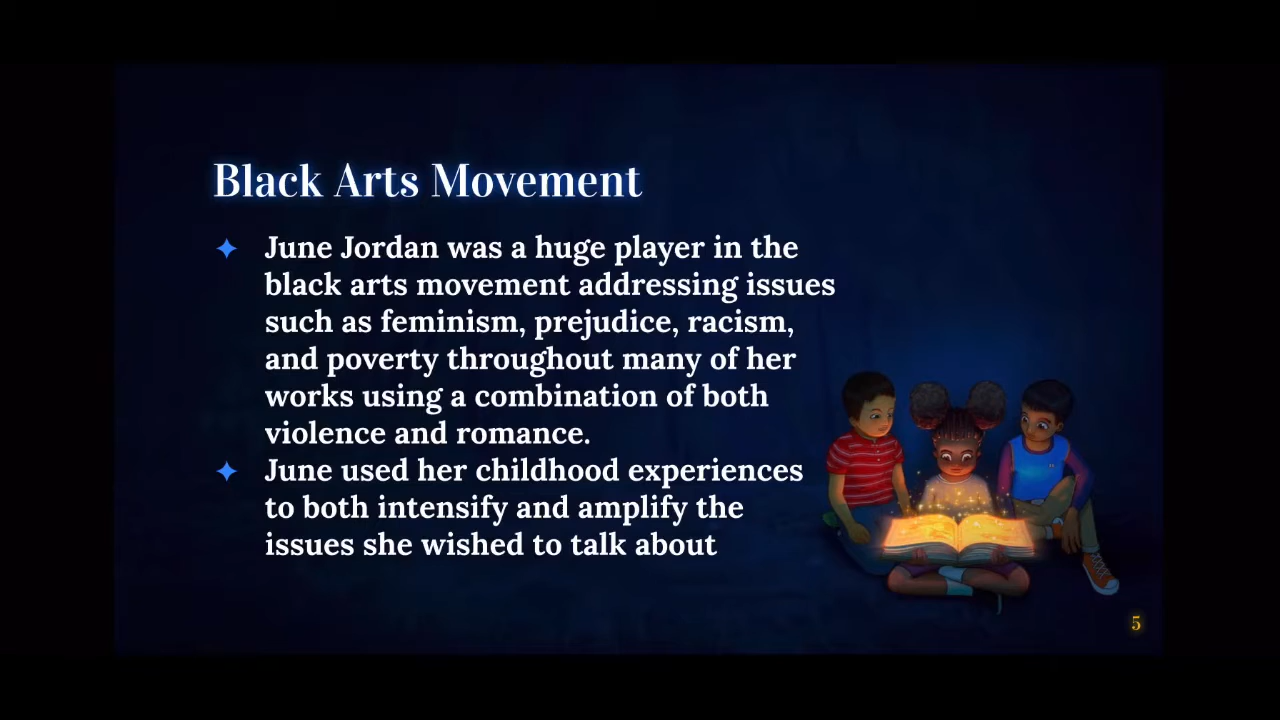 Black Arts Movement
June Jordan was a huge player in the
black arts movement addressing issues
such as feminism, prejudice, racism,
and poverty throughout many of her
works using a combination of both
violence and romance.
June used her childhood experiences
to both intensify and amplify the
issues she wished to talk about
5